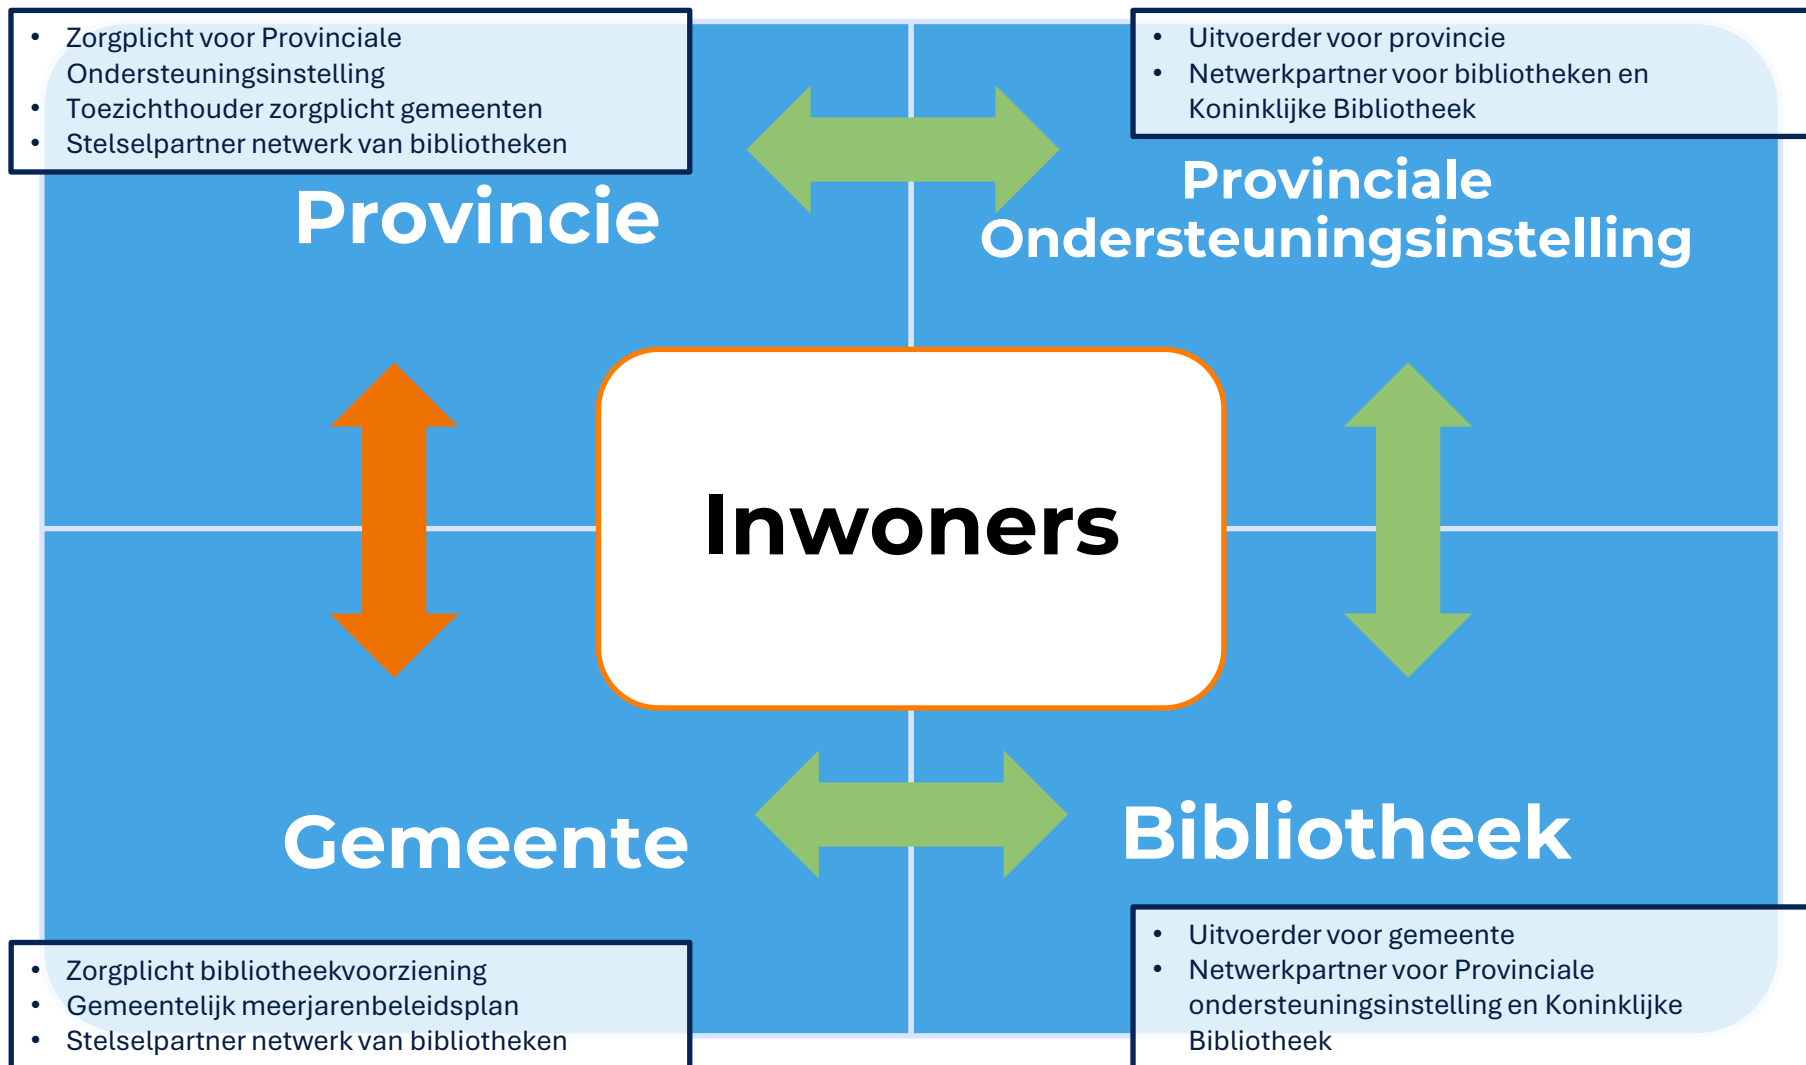 • Zorgplicht voor Provinciale
Ondersteuningsinstelling
• Toezichthouder zorgplicht gemeenten
• Stelselpartner netwerk van bibliotheken
Provincie
• Uitvoerder voor provincie
• Netwerkpartner voor bibliotheken en
Koninklijke Bibliotheek
Provinciale
Ondersteuningsinstelling
Inwoners
Gemeente
• Zorgplicht bibliotheekvoorziening
• Gemeentelijk meerjarenbeleidsplan
• Stelselpartner netwerk van bibliotheken
Bibliotheek
• Uitvoerder voor gemeente
• Netwerkpartner voor Provinciale
ondersteuningsinstelling en Koninklijke
Bibliotheek